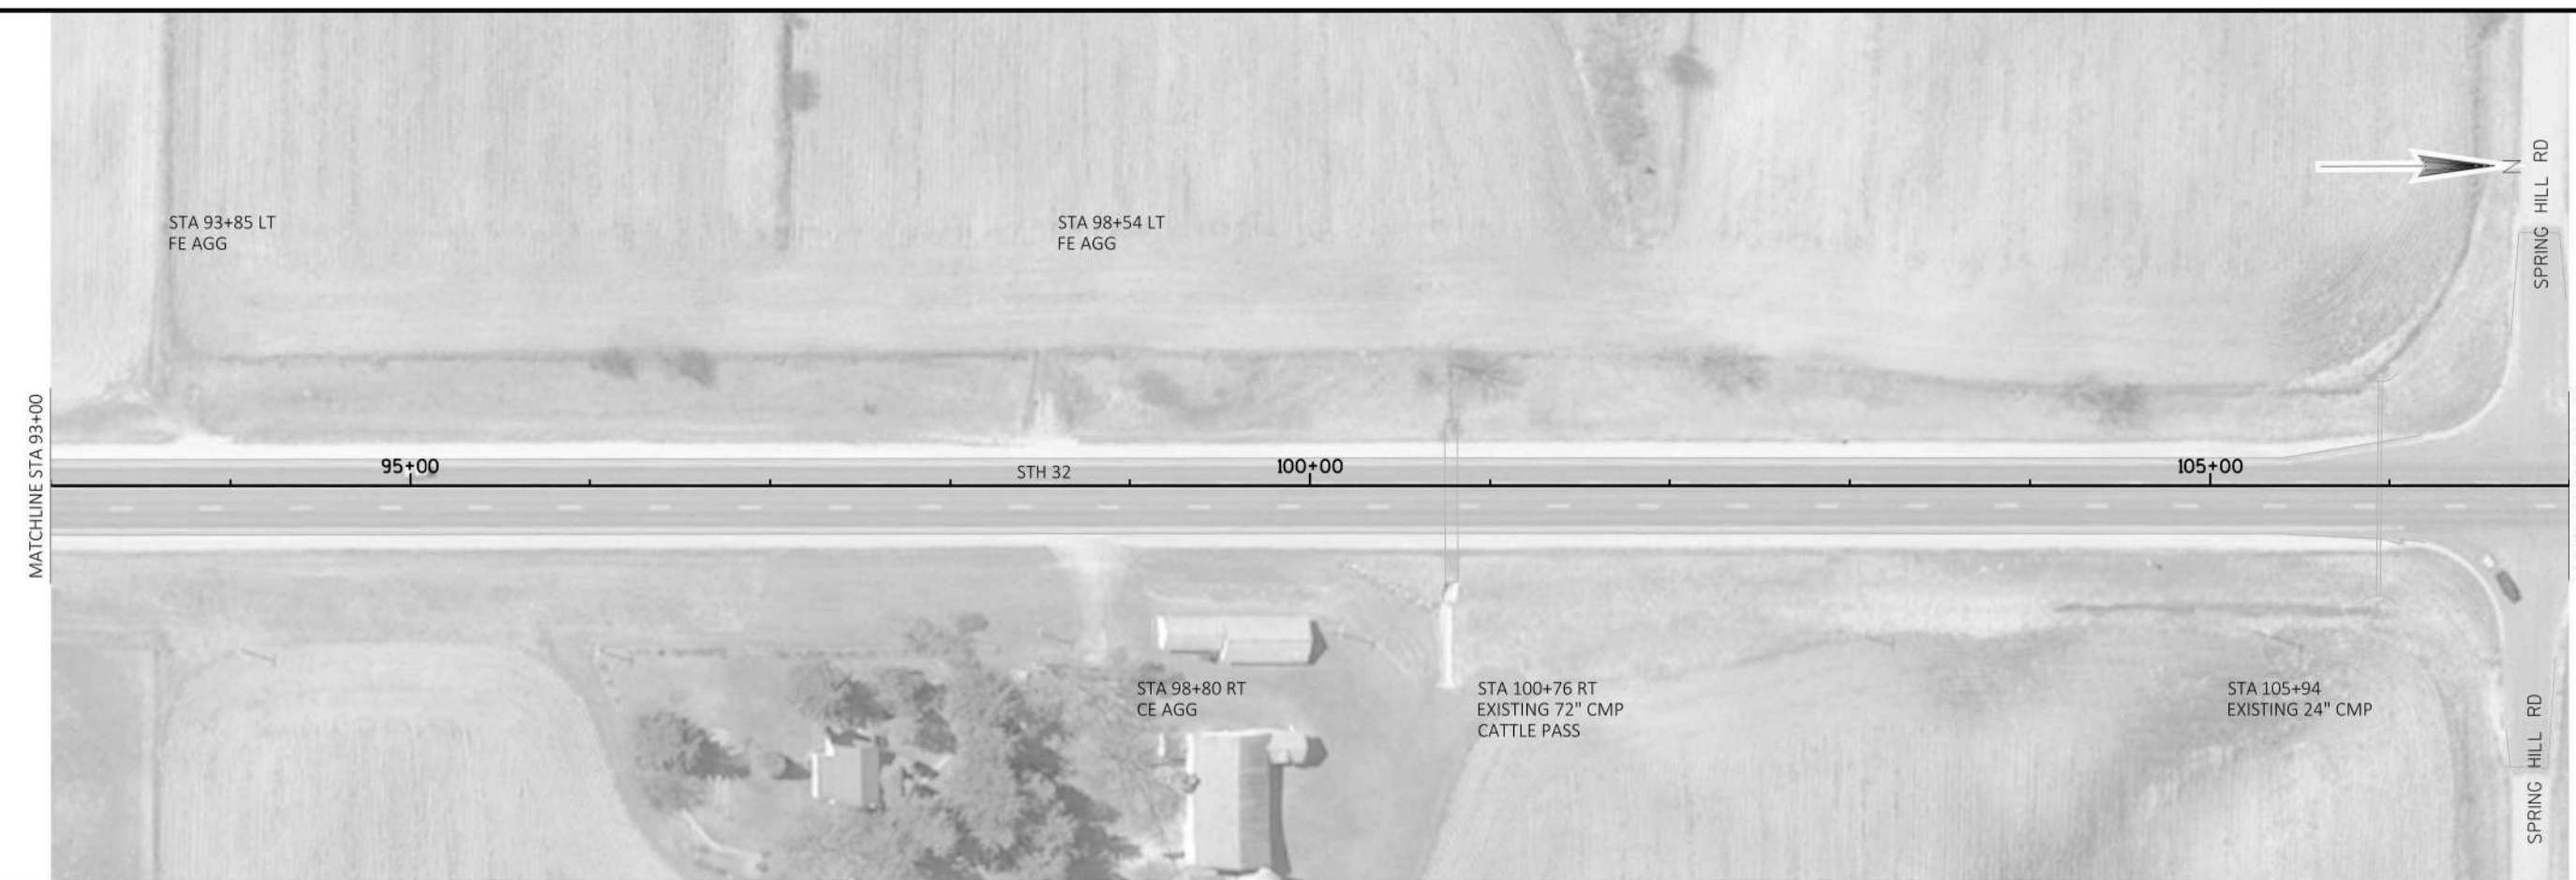 STA 93+85 LT
FE AGG
STA 98+54 LT
FE AGG
N
SPRING HILL RD
MATCHLINE STA 93+00
95+00
STH 32
100+00
105+00
STA 98+80 RT
CE AGG
STA 100+76 RT
EXISTING 72" CMP
CATTLE PASS
STA 105+94
EXISTING 24" CMP
SPRING HILL RD